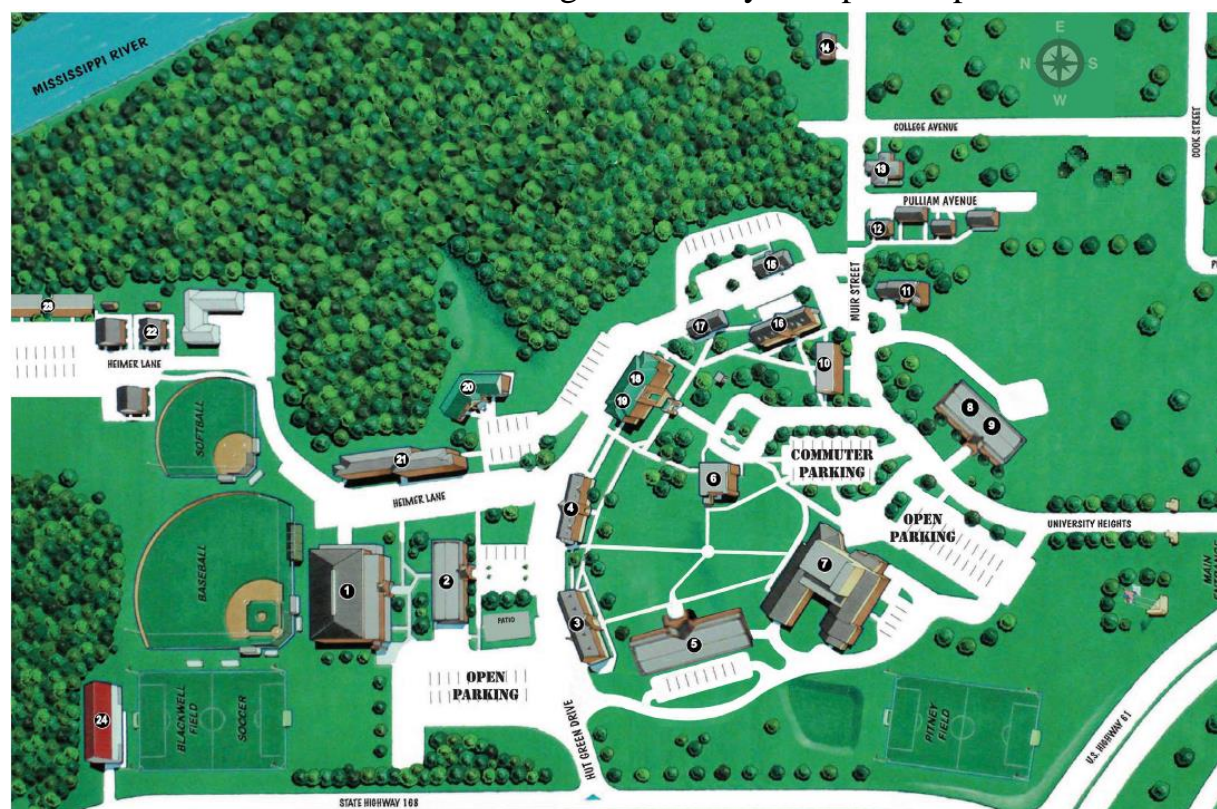 MISSISSIPPI RIVER
E
N S
W
14
COLLEGE AVENUE
COOK STREET
13
PULLIAM AVENUE
12
15
MUIR STREET
11
23
22
17
16
HEIMER LANE
10
18
20
19
8
9
SOFTBALL
COMMUTER
PARKING
21
6
HEIMER LANE
4
OPEN
PARKING
UNIVERSITY HEIGHTS
MAIN
BASEBALL
1
2
7
3
PATIO
5
OPEN
PARKING
24
BLACKWELL
FIELD
SOCCER
PITNEY
FIELD
HUT GREEN DRIVE
U.S. HIGHWAY 61
STATE HIGHWAY 168